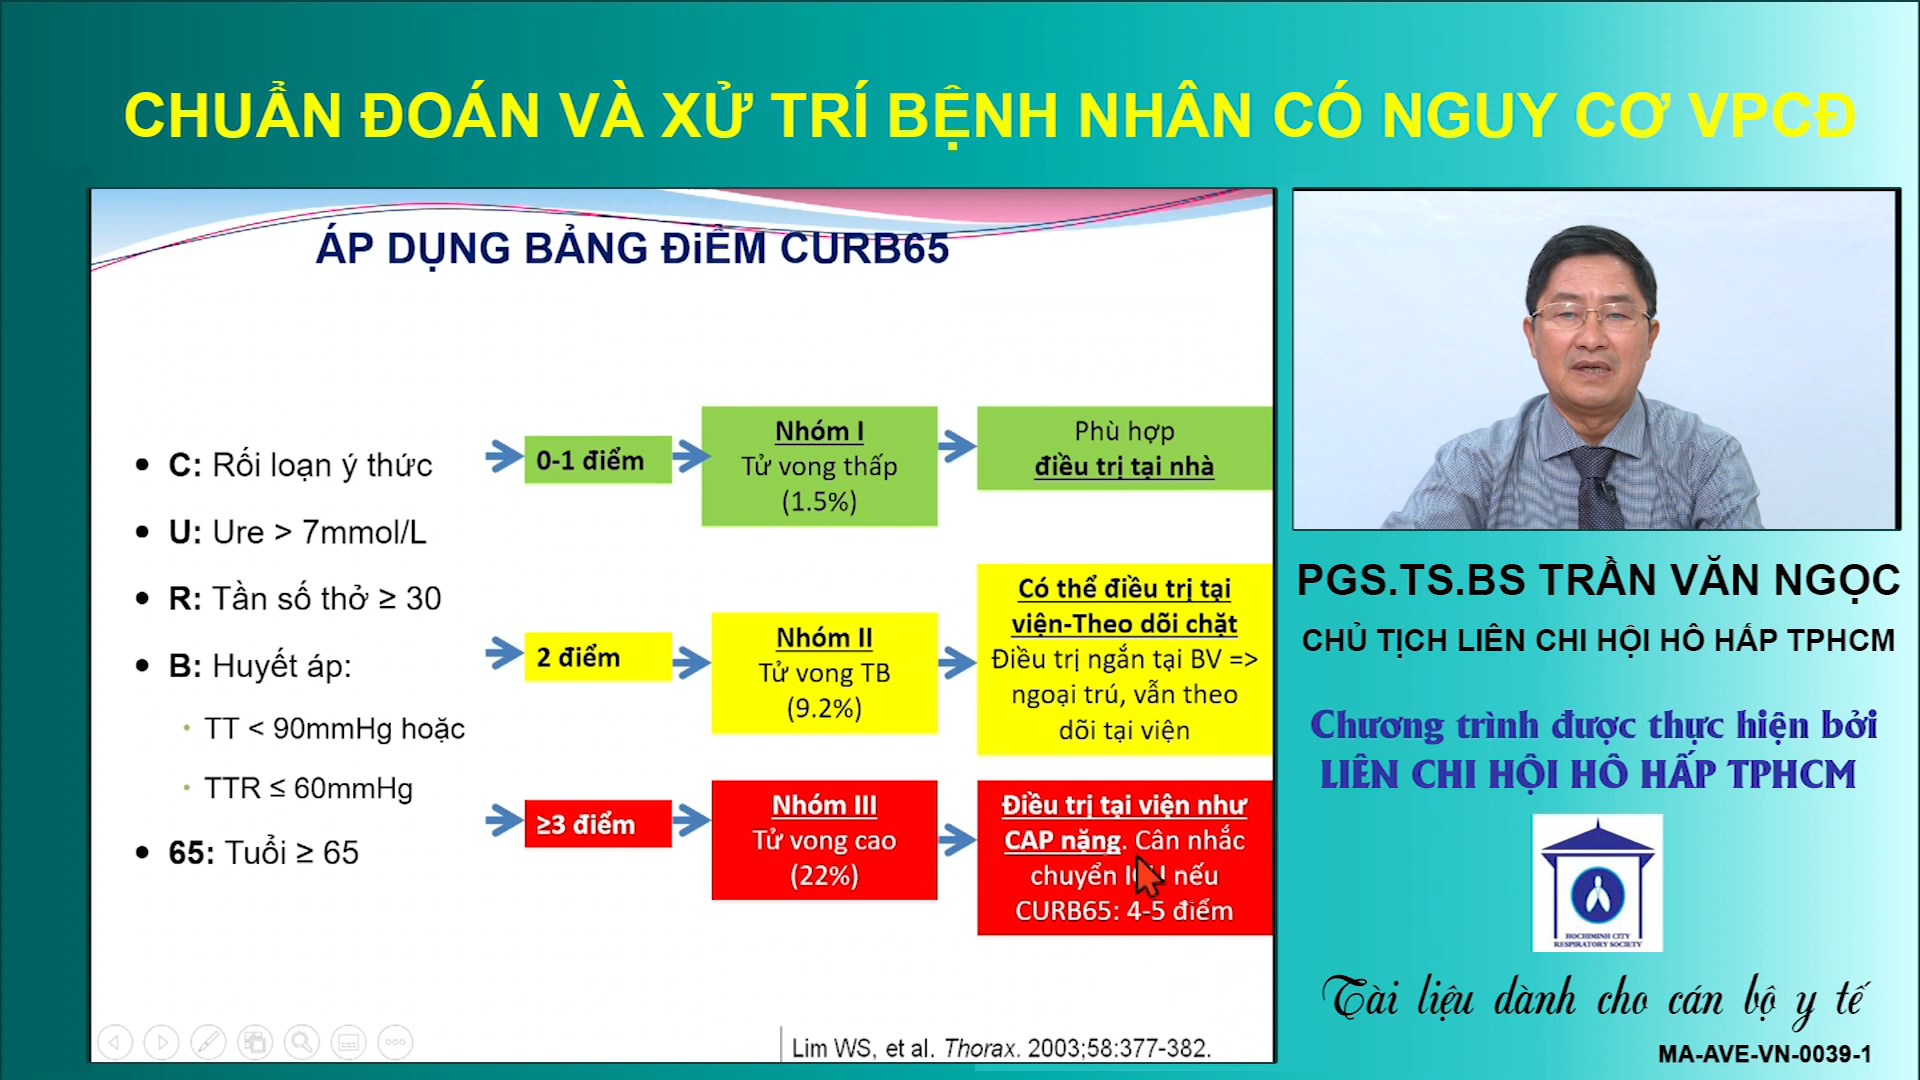 CHUẨN ĐOÁN VÀ XỬ TRÍ BỆNH NHÂN CÓ NGUY CƠ VPCĐ
ÁP DỤNG BẢNG ĐiỂM CURB65
• C: Rối loạn ý thức
• U: Ure > 7mmol/L
• R: Tần số thở ≥ 30
• B: Huyết áp:
• TT < 90mmHg hoặc
• TTR ≤ 60mmHg
• 65: Tuổi ≥ 65
0-1 điểm
Nhóm I
Tử vong thấp
(1.5%)
Phù hợp
điều trị tại nhà
2 điểm
Nhóm II
Tử vong TB
(9.2%)
Có thể điều trị tại
viện-Theo dõi chặt
Điều trị ngắn tại BV =>
ngoại trú, vẫn theo
dõi tại viện
≥3 điểm
Nhóm III
Tử vong cao
(22%)
Điều trị tại viện như
CAP nặng. Cân nhắc
chuyển nếu
CURB65: 4-5 điểm
Lim WS, et al. Thorax. 2003;58:377-382.
PGS.TS.BS TRẦN VĂN NGỌC
CHỦ TỊCH LIÊN CHI HỘI HÔ HẤP TPHCM
Chương trình được thực hiện bởi
LIÊN CHI HỘI HÔ HẤP TPHCM
HOCHIMINH CITY
RESPIRATORY SOCIETY
Tài liệu dành cho cán bộ y tế
MA-AVE-VN-0039-1